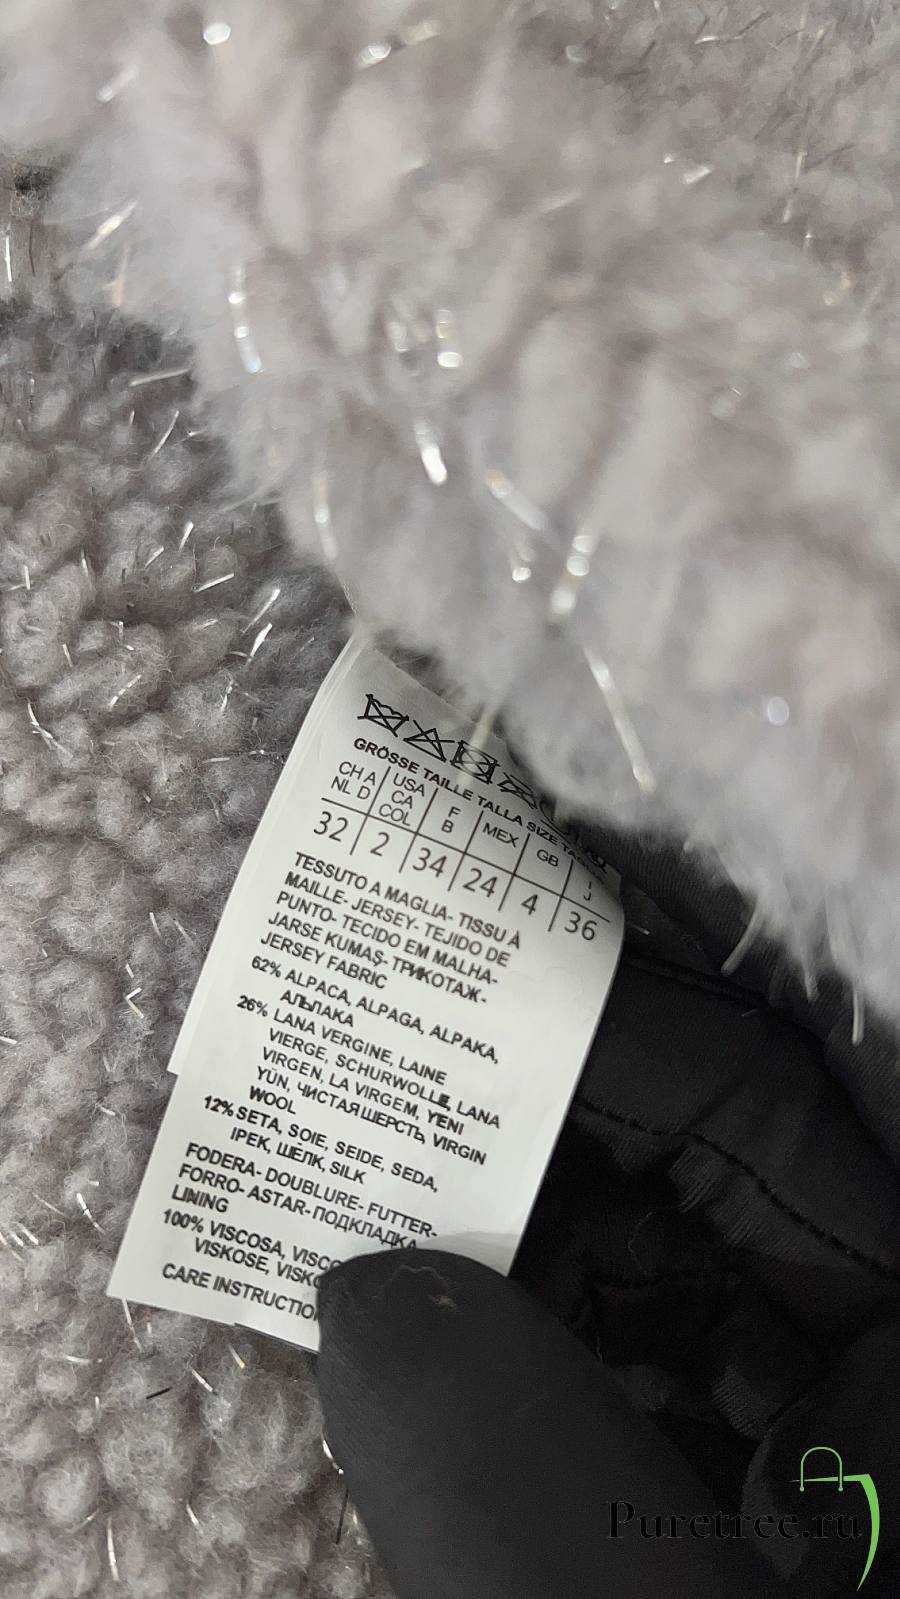 GRÖSSE TAILLE TALLA SIZE
CH A NL D | USA CA COL | F B | MEX | GB | I J
32 | 2 | 34 | 24 | 4 | 36
TESSUTO A MAGLIA- TISSU À
MAILLE- JERSEY- TEJIDO DE
PUNTO- TECIDO EM MALHA-
JARSE KUMAŞ- ТРИКОТАЖ-
JERSEY FABRIC
62% ALPACA, ALPAGA, ALPAKA,
АЛЬПАКА
26% LANA VERGINE, LAINE
VIERGE, SCHURWOLLE, LANA
VIRGEN, LA VIRGEM, YENI
YÜN, ЧИСТАЯ ШЕРСТЬ, VIRGIN
WOOL
12% SETA, SOIE, SEIDE, SEDA,
IPEK, ШЁЛК, SILK
FODERA- DOUBLURE- FUTTER-
FORRO- ASTAR- ПОДКЛАДКА
LINING
100% VISCOSA,
VISKOSE,
CARE
Puretree.ru